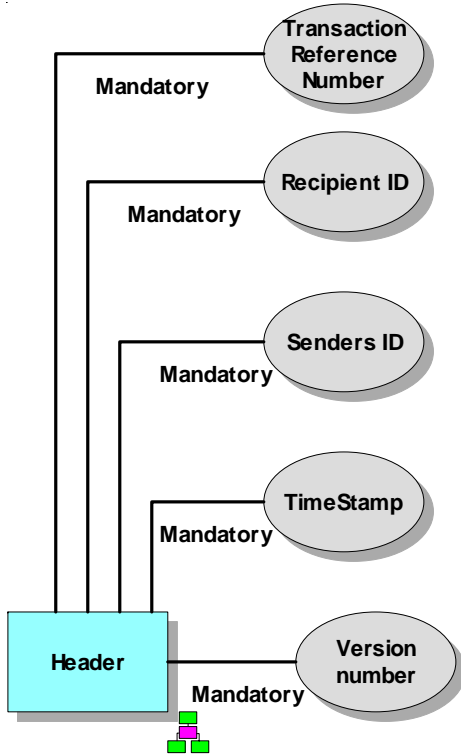 Transaction
Reference
Number
Mandatory
Recipient ID
Mandatory
Senders ID
Mandatory
TimeStamp
Mandatory
Header
Version
number
Mandatory